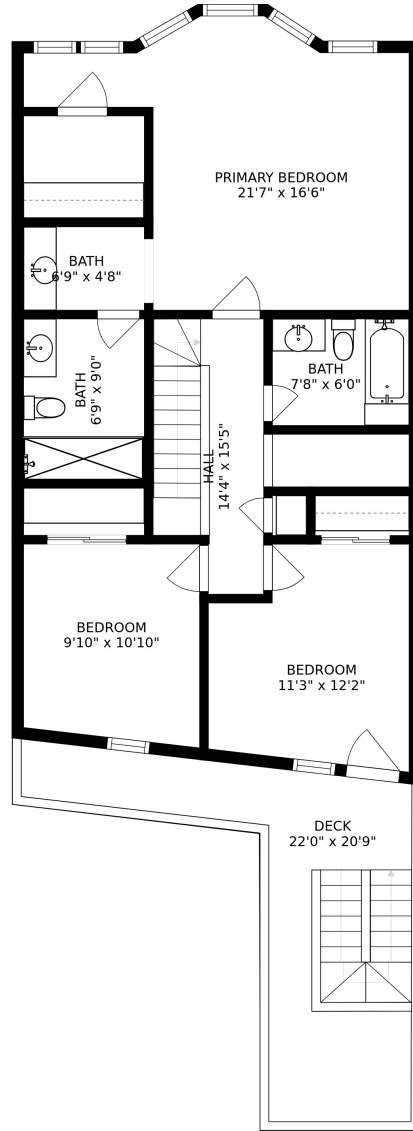 PRIMARY BEDROOM
21'7" x 16'6"
BATH
6'9" x 4'8"
BATH
6'9" x 9'0"
BATH
7'8" x 6'0"
HALL
14'4" x 15'5"
BEDROOM
9'10" x 10'10"
BEDROOM
11'3" x 12'2"
DECK
22'0" x 20'9"